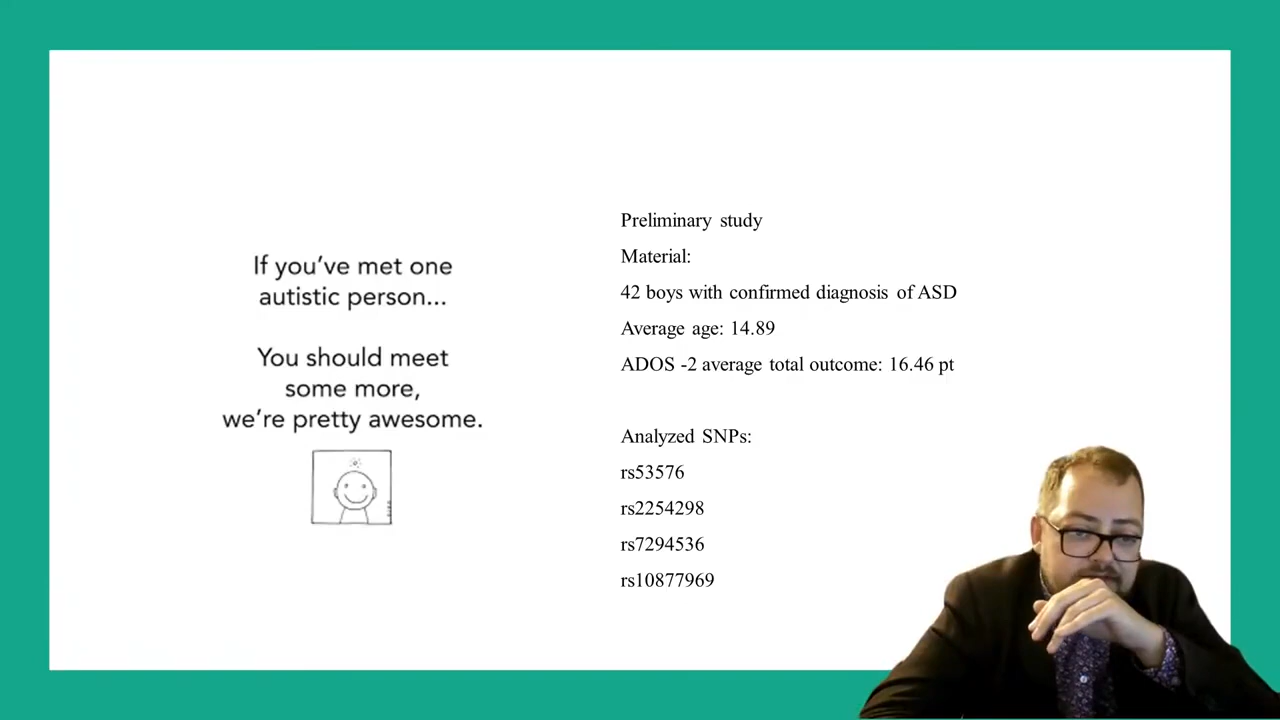 If you've met one
autistic person...
You should meet
some more,
we're pretty awesome.
Preliminary study
Material:
42 boys with confirmed diagnosis of ASD
Average age: 14.89
ADOS -2 average total outcome: 16.46 pt
Analyzed SNPs:
rs53576
rs2254298
rs7294536
rs10877969